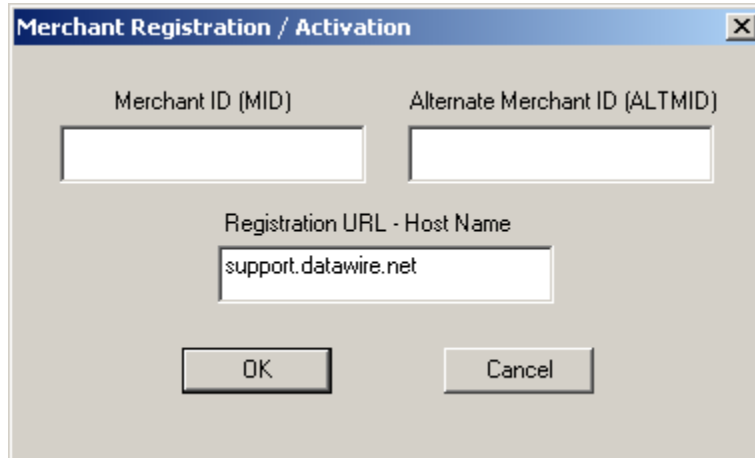 Merchant Registration / Activation
Merchant ID (MID)
Alternate Merchant ID (ALTMID)
Registration URL - Host Name
support.datawire.net
OK
Cancel